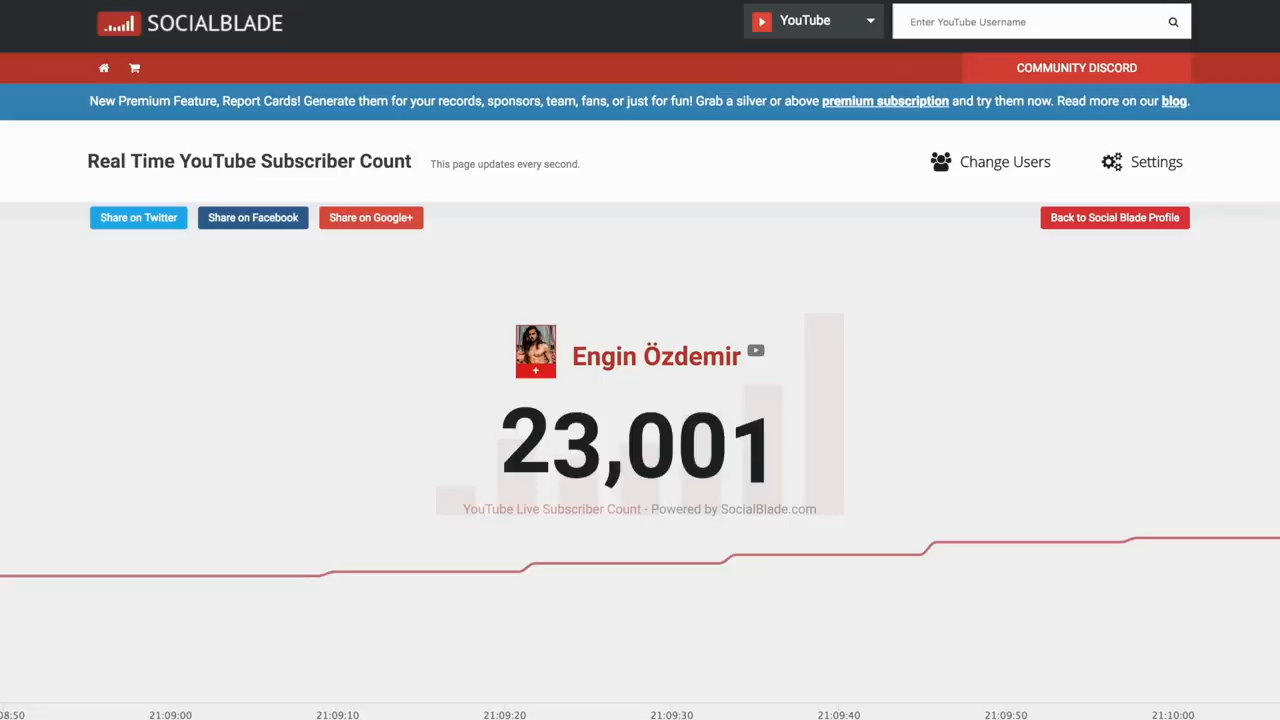 SOCIALBLADE
YouTube
Enter YouTube Username
COMMUNITY DISCORD
New Premium Feature, Report Cards! Generate them for your records, sponsors, team, fans, or just for fun! Grab a silver or above premium subscription and try them now. Read more on our blog.
Real Time YouTube Subscriber Count
This page updates every second.
Change Users
Settings
Share on Twitter
Share on Facebook
Share on Google+
Back to Social Blade Profile
+
Engin Özdemir
23,001
YouTube Live Subscriber Count - Powered by SocialBlade.com
08:50 21:09:00 21:09:10 21:09:20 21:09:30 21:09:40 21:09:50 21:10:00